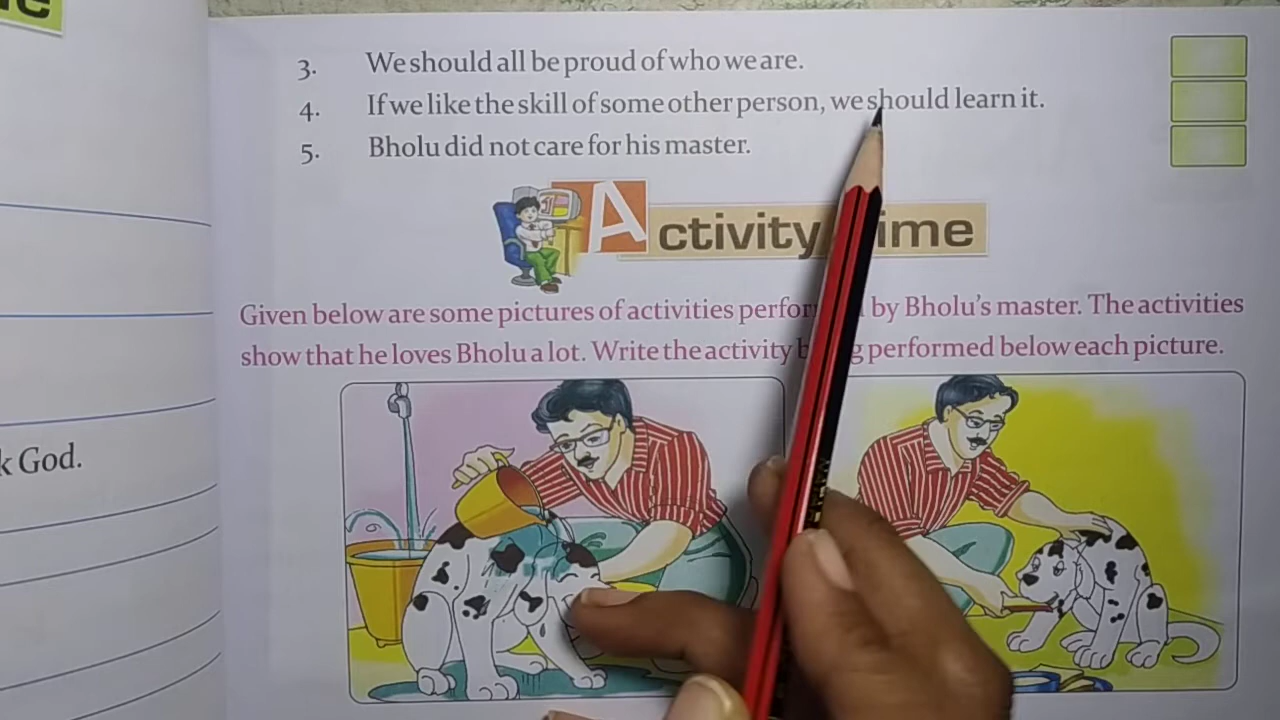 3. We should all be proud of who we are.
4. If we like the skill of some other person, we should learn it.
5. Bholu did not care for his master.
Activity ime
Given below are some pictures of activities perfor by Bholu's master. The activities
show that he loves Bholu a lot. Write the activity b g performed below each picture.
k God.